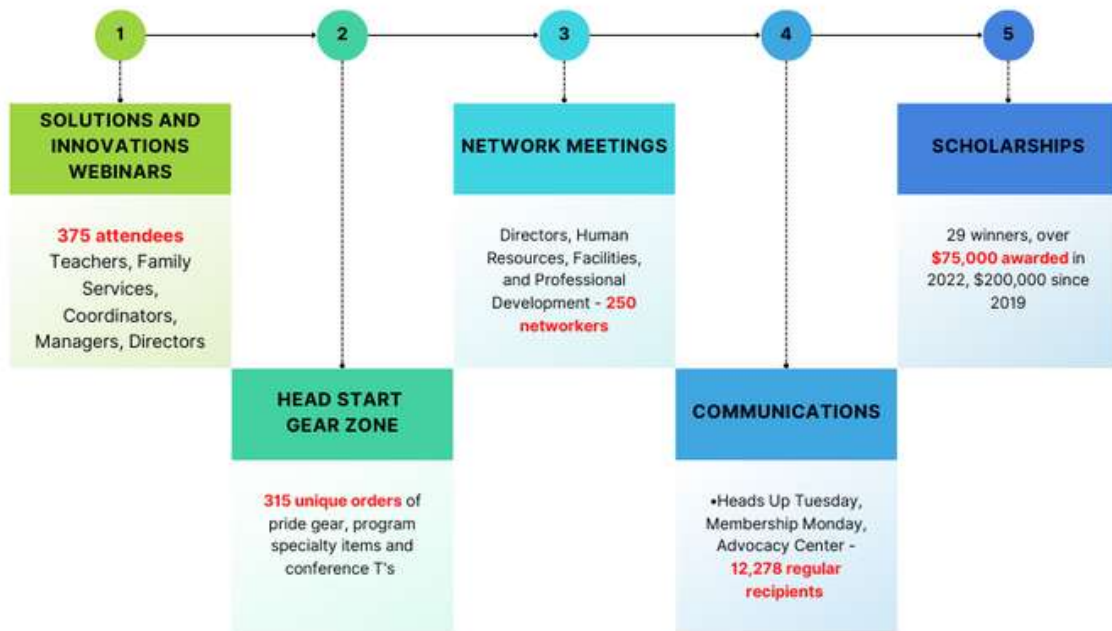 1
2
3
4
5
SOLUTIONS AND
INNOVATIONS
WEBINARS
375 attendees
Teachers, Family
Services,
Coordinators,
Managers, Directors
HEAD START
GEAR ZONE
315 unique orders of
pride gear, program
specialty items and
conference T's
NETWORK MEETINGS
Directors, Human
Resources, Facilities,
and Professional
Development - 250
networkers
COMMUNICATIONS
•Heads Up Tuesday,
Membership Monday,
Advocacy Center -
12,278 regular
recipients
SCHOLARSHIPS
29 winners, over
$75,000 awarded in
2022, $200,000 since
2019